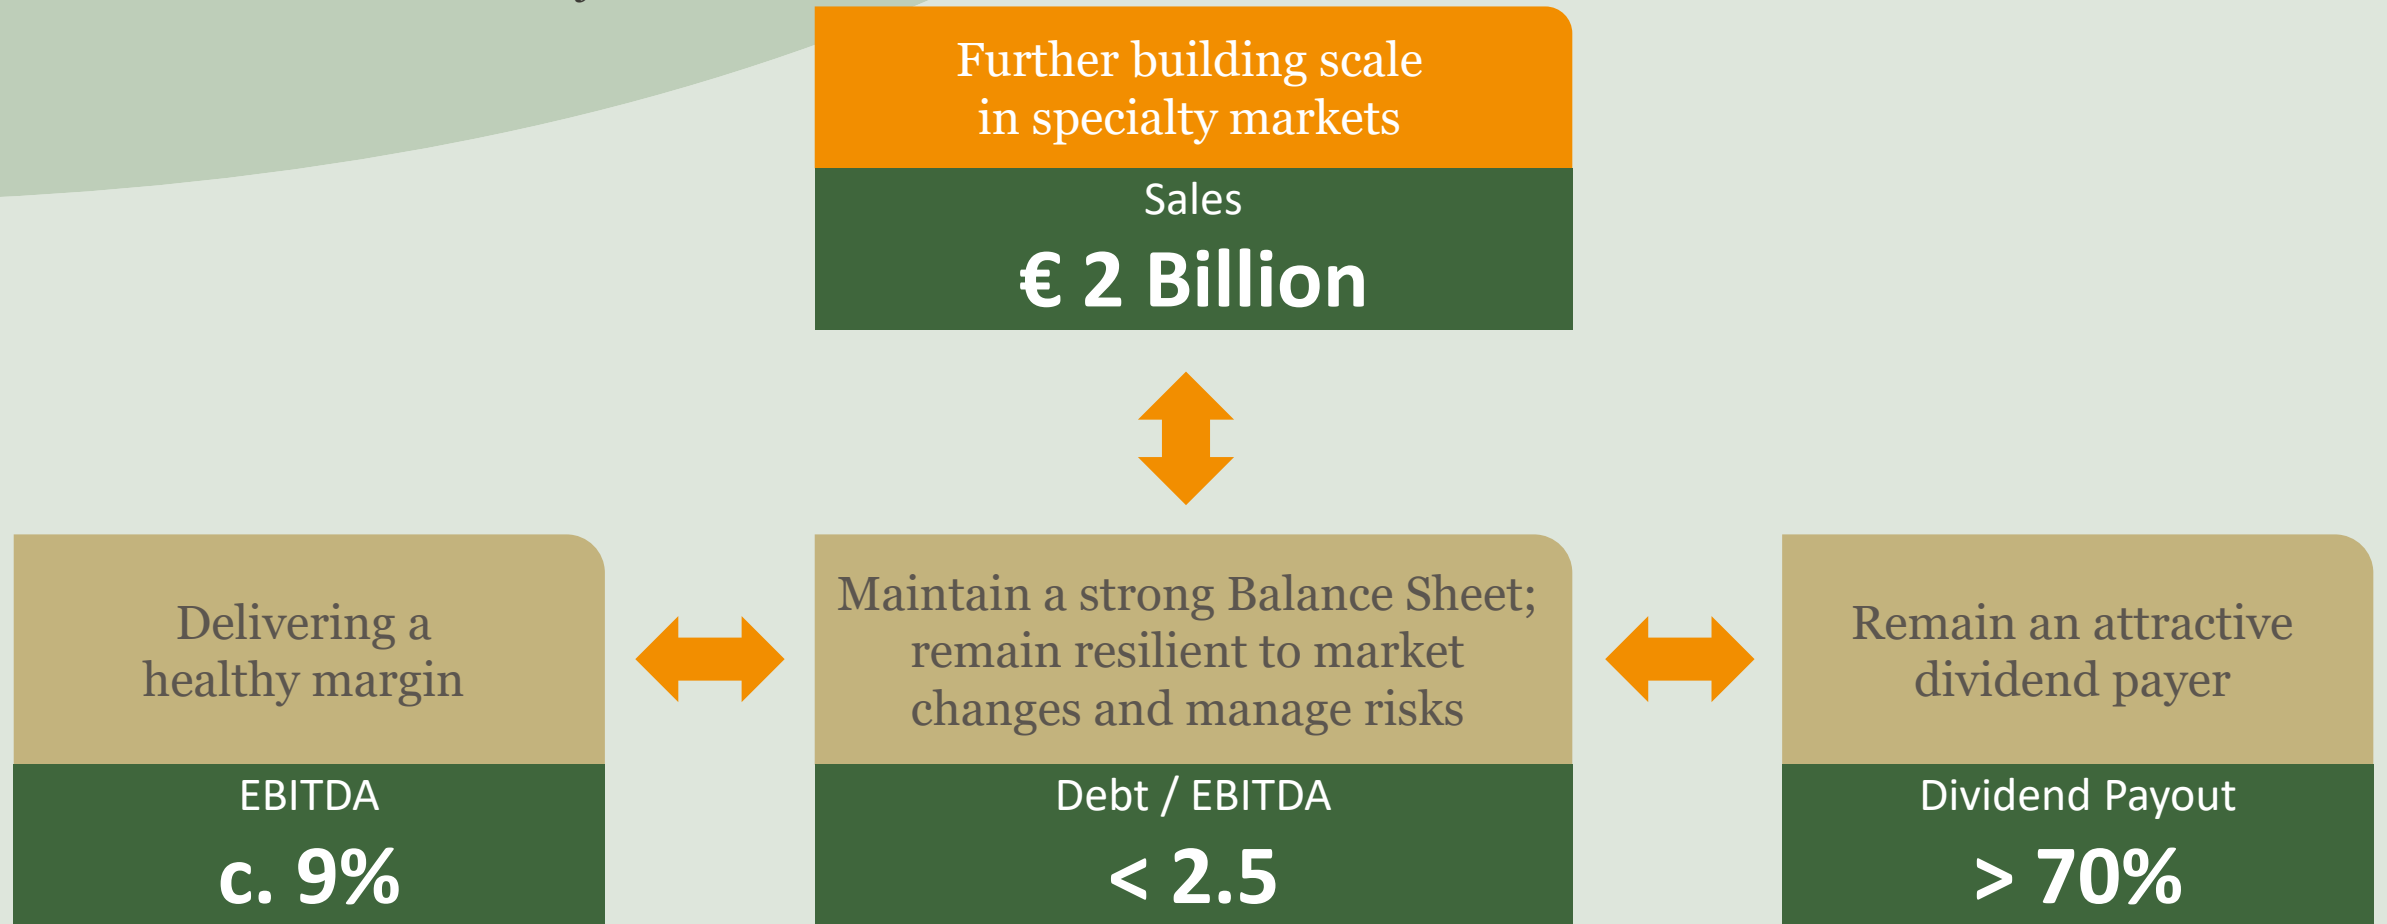 Further building scale
in specialty markets
Sales
€ 2 Billion
Delivering a
healthy margin
EBITDA
c. 9%
Maintain a strong Balance Sheet;
remain resilient to market
changes and manage risks
Debt / EBITDA
< 2.5
Remain an attractive
dividend payer
Dividend Payout
> 70%